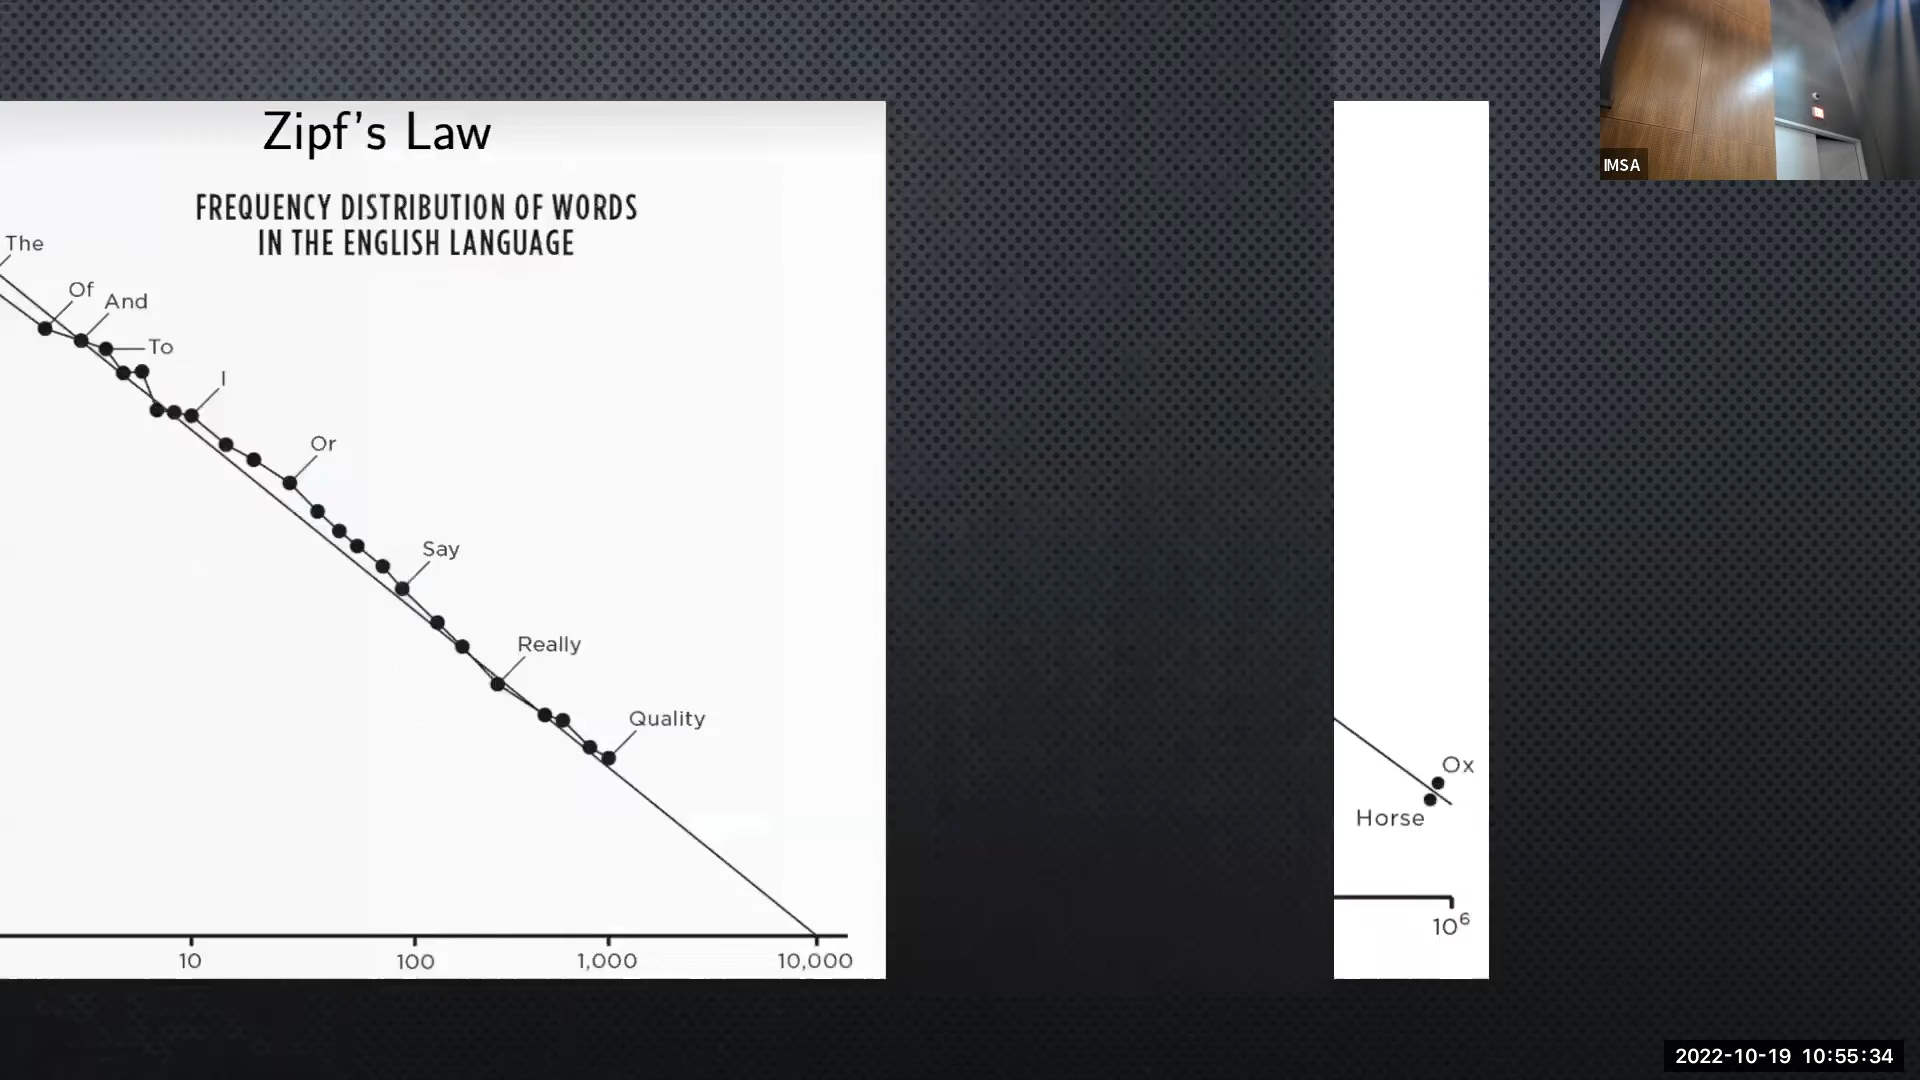 IMSA
Zipf's Law
FREQUENCY DISTRIBUTION OF WORDS
IN THE ENGLISH LANGUAGE
The
Of
And
To
I
Or
Say
Really
Quality
10
100
1,000
10,000
Ox
Horse
10⁶
2022-10-19 10:55:34